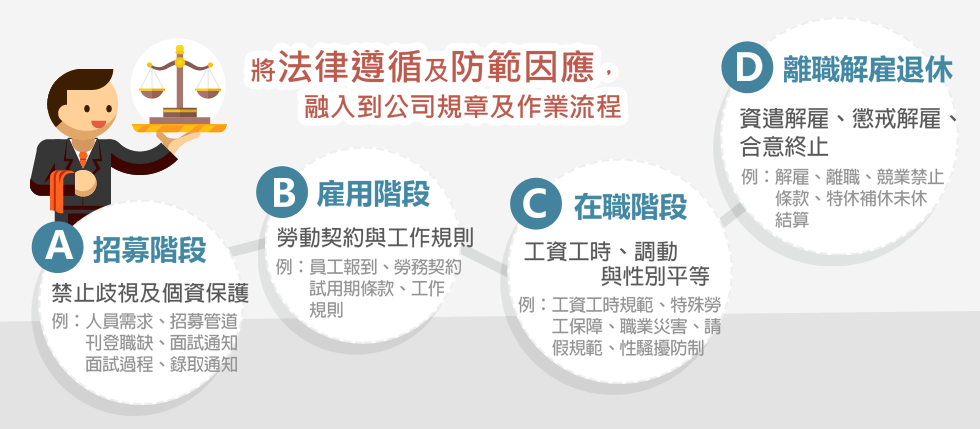 將法律遵循及防範因應，
融入到公司規章及作業流程
A 招募階段
禁止歧視及個資保護
例：人員需求、招募管道
刊登職缺、面試通知
面試過程、錄取通知
B 雇用階段
勞動契約與工作規則
例：員工報到、勞務契約
試用期條款、工作
規則
C 在職階段
工資工時、調動
與性別平等
例：工資工時規範、特殊勞
工保障、職業災害、請
假規範、性騷擾防制
D 離職解雇退休
資遣解雇、懲戒解雇、
合意終止
例：解雇、離職、競業禁止
條款、特休補休未休
結算